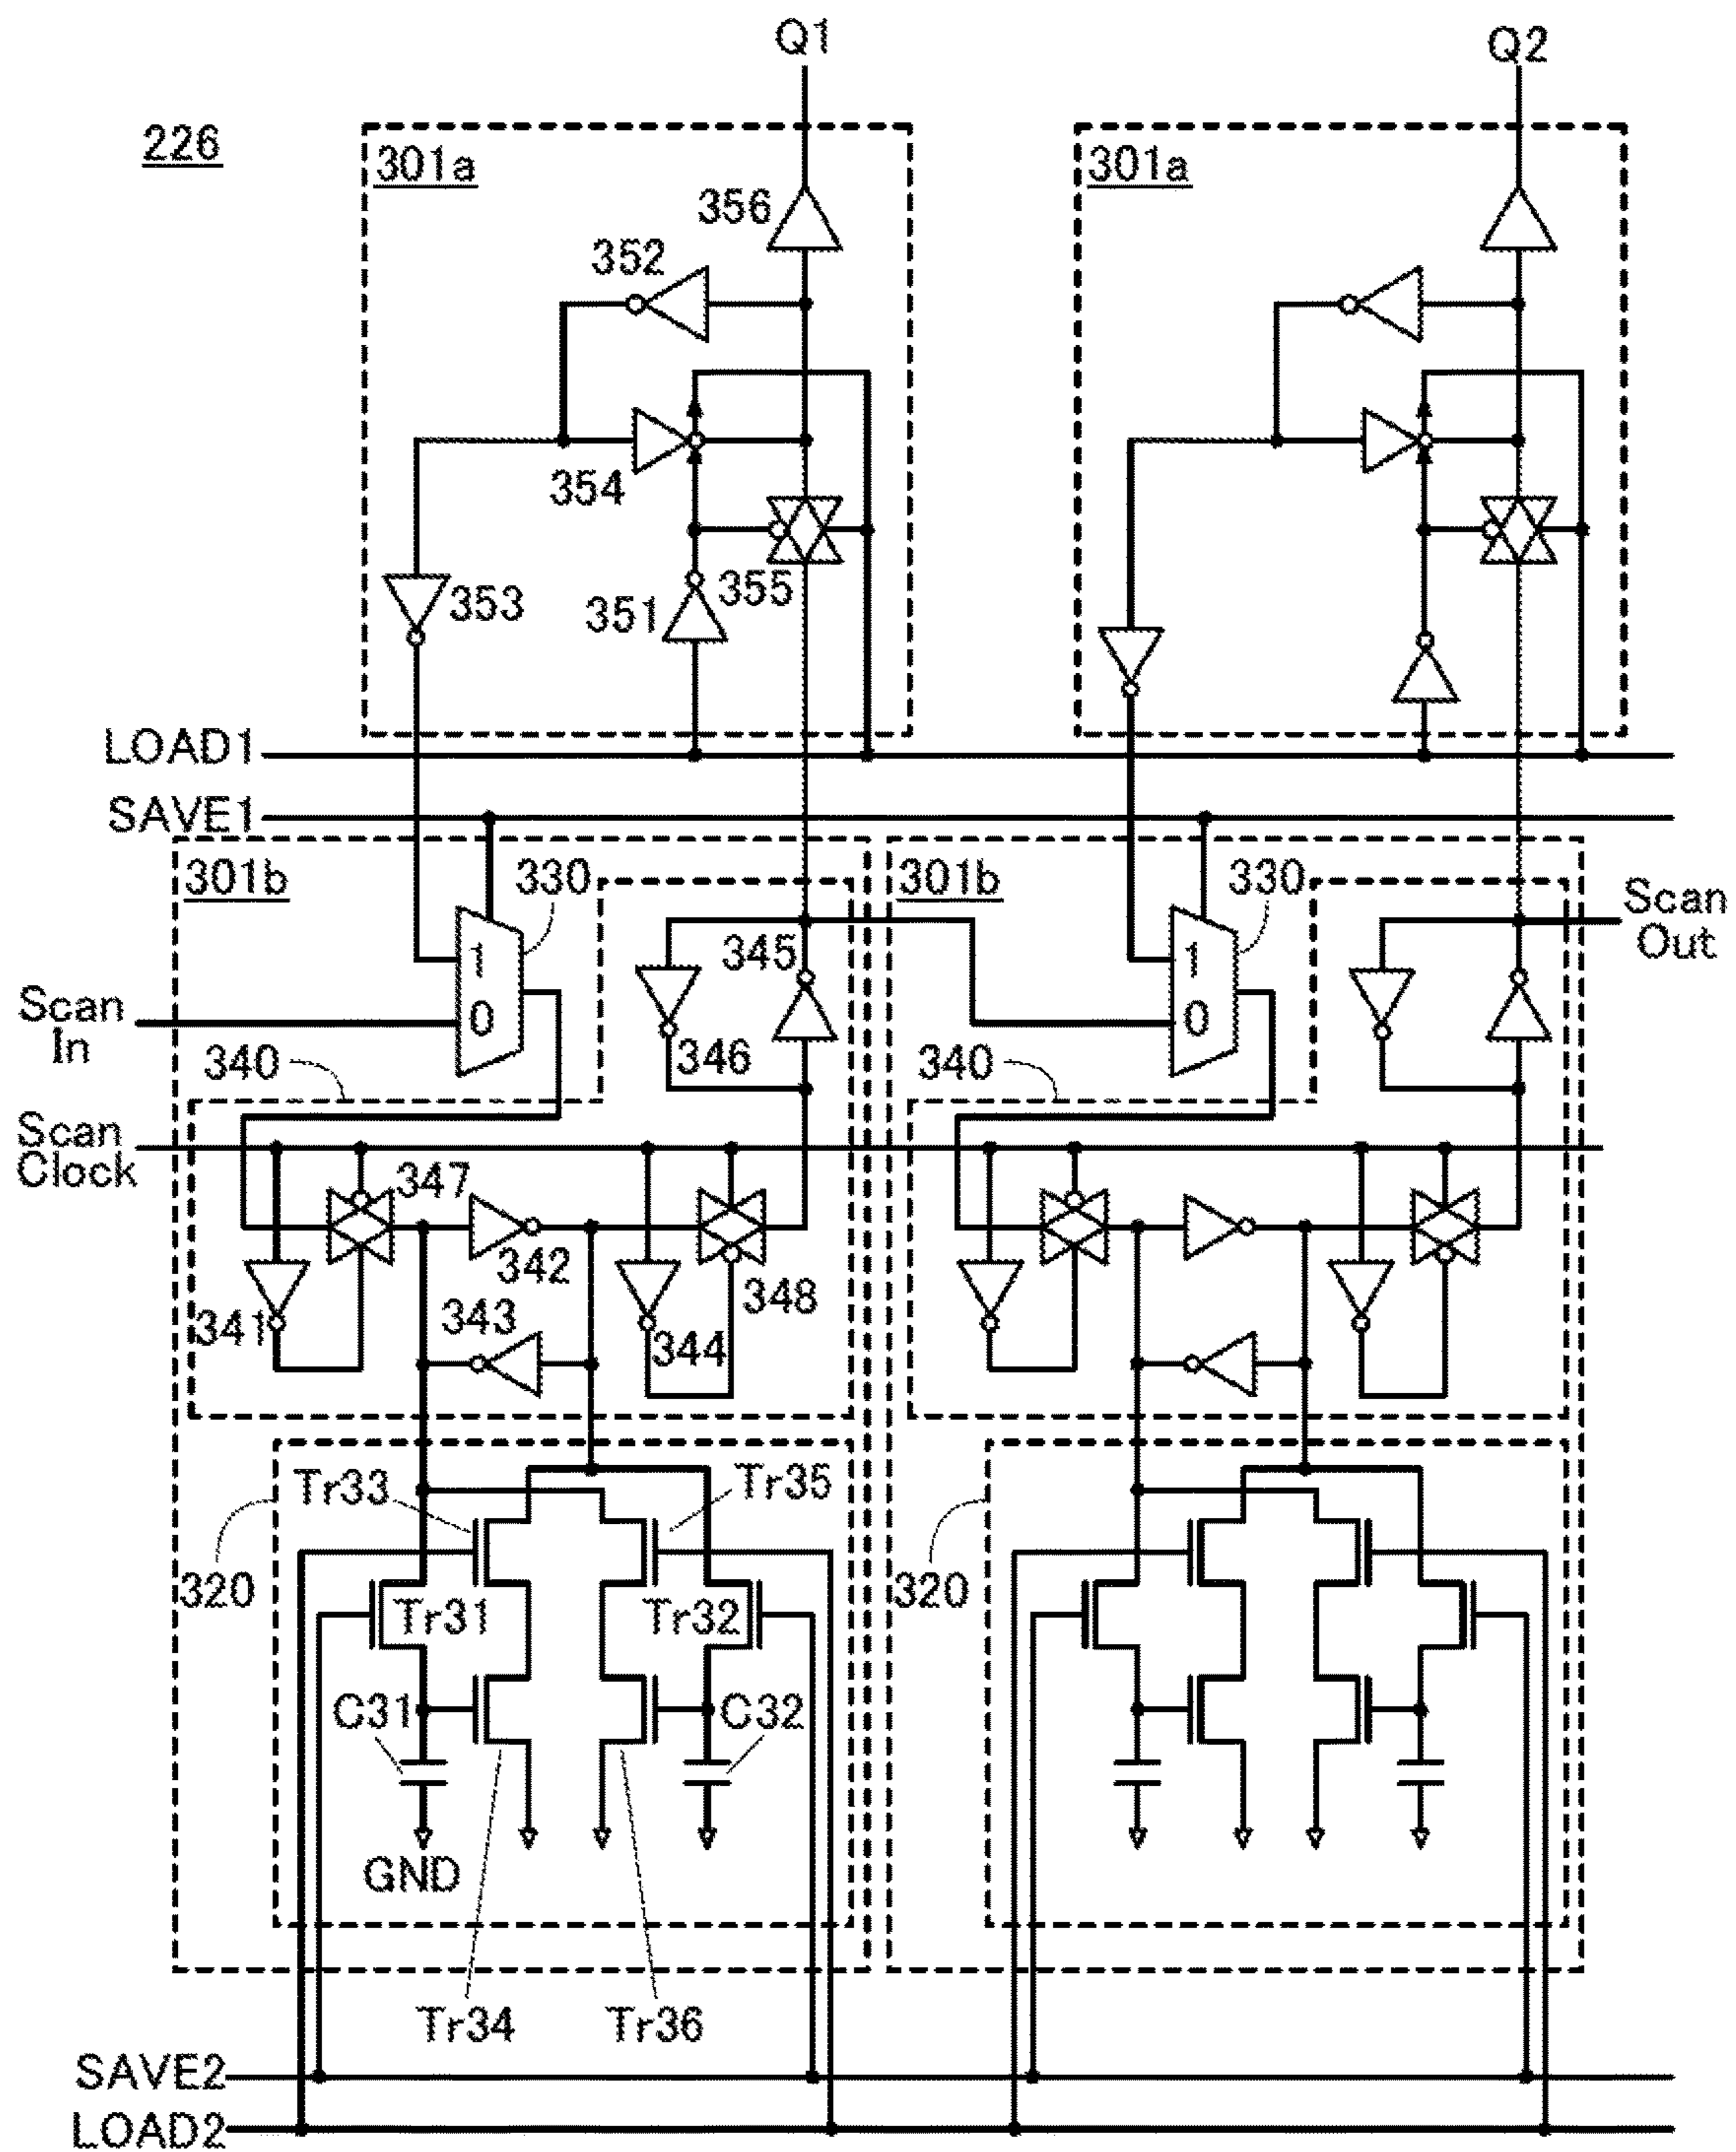 Q1
Q2
226
301a
301a
356
352
354
353
351
355
LOAD1
SAVE1
301b
330
301b
330
Scan
Out
1
0
345
1
0
Scan
In
340
346
340
Scan
Clock
347
342
348
341
343
344
Tr33
Tr35
320
Tr31
Tr32
320
C31
C32
GND
Tr34
Tr36
SAVE2
LOAD2